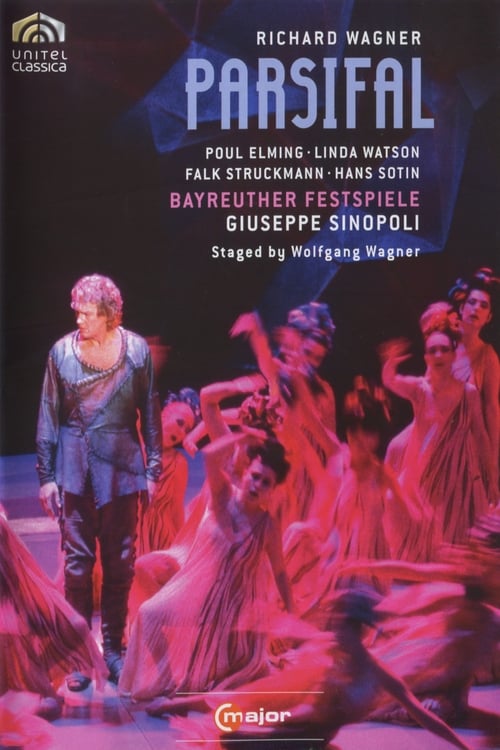 UNITEL
CLASSICA
RICHARD WAGNER
PARSIFAL
POUL ELMING · LINDA WATSON
FALK STRUCKMANN · HANS SOTIN
BAYREUTHER FESTSPIELE
GIUSEPPE SINOPOLI
Staged by Wolfgang Wagner
C major